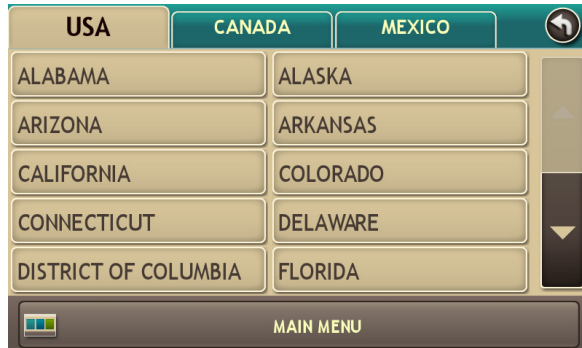 USA CANADA MEXICO
ALABAMA ALASKA
ARIZONA ARKANSAS
CALIFORNIA COLORADO
CONNECTICUT DELAWARE
DISTRICT OF COLUMBIA FLORIDA
MAIN MENU